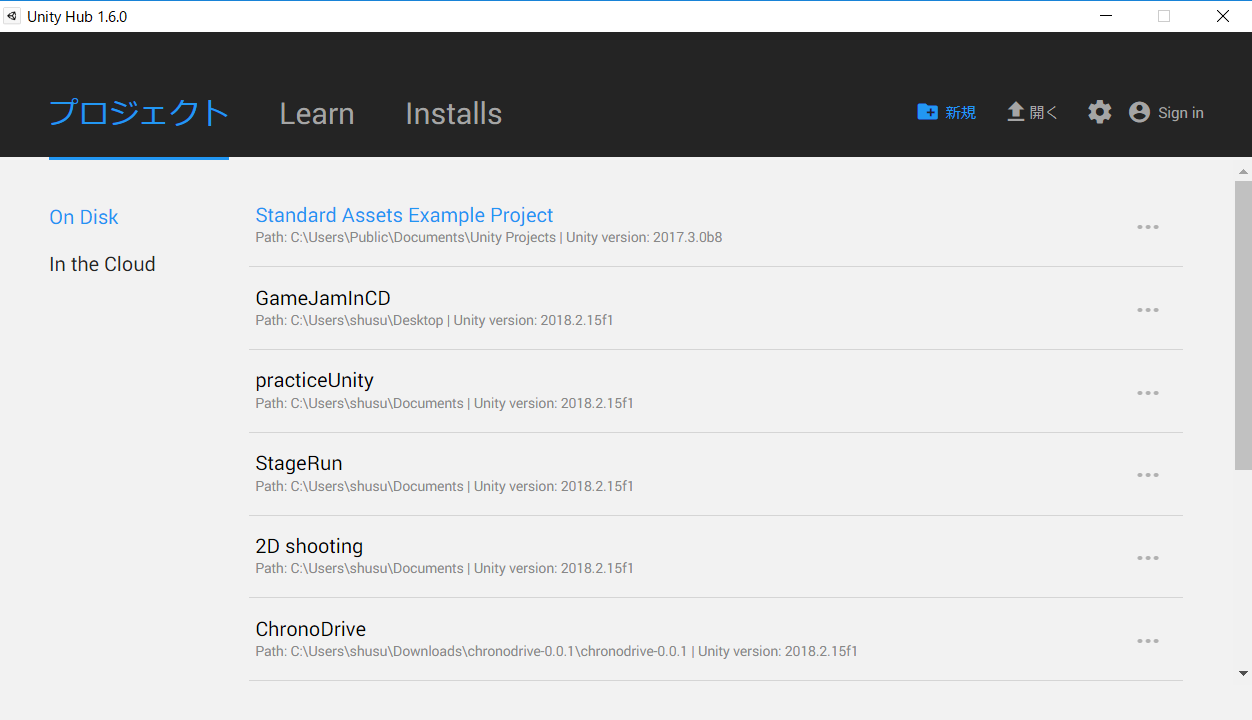 Unity Hub 1.6.0
プロジェクト Learn Installs 新規 開く Sign in
On Disk
In the Cloud
Standard Assets Example Project
Path: C:\Users\Public\Documents\Unity Projects | Unity version: 2017.3.0b8
GameJamInCD
Path: C:\Users\shusu\Desktop | Unity version: 2018.2.15f1
practiceUnity
Path: C:\Users\shusu\Documents | Unity version: 2018.2.15f1
StageRun
Path: C:\Users\shusu\Documents | Unity version: 2018.2.15f1
2D shooting
Path: C:\Users\shusu\Documents | Unity version: 2018.2.15f1
ChronoDrive
Path: C:\Users\shusu\Downloads\chronodrive-0.0.1\chronodrive-0.0.1 | Unity version: 2018.2.15f1